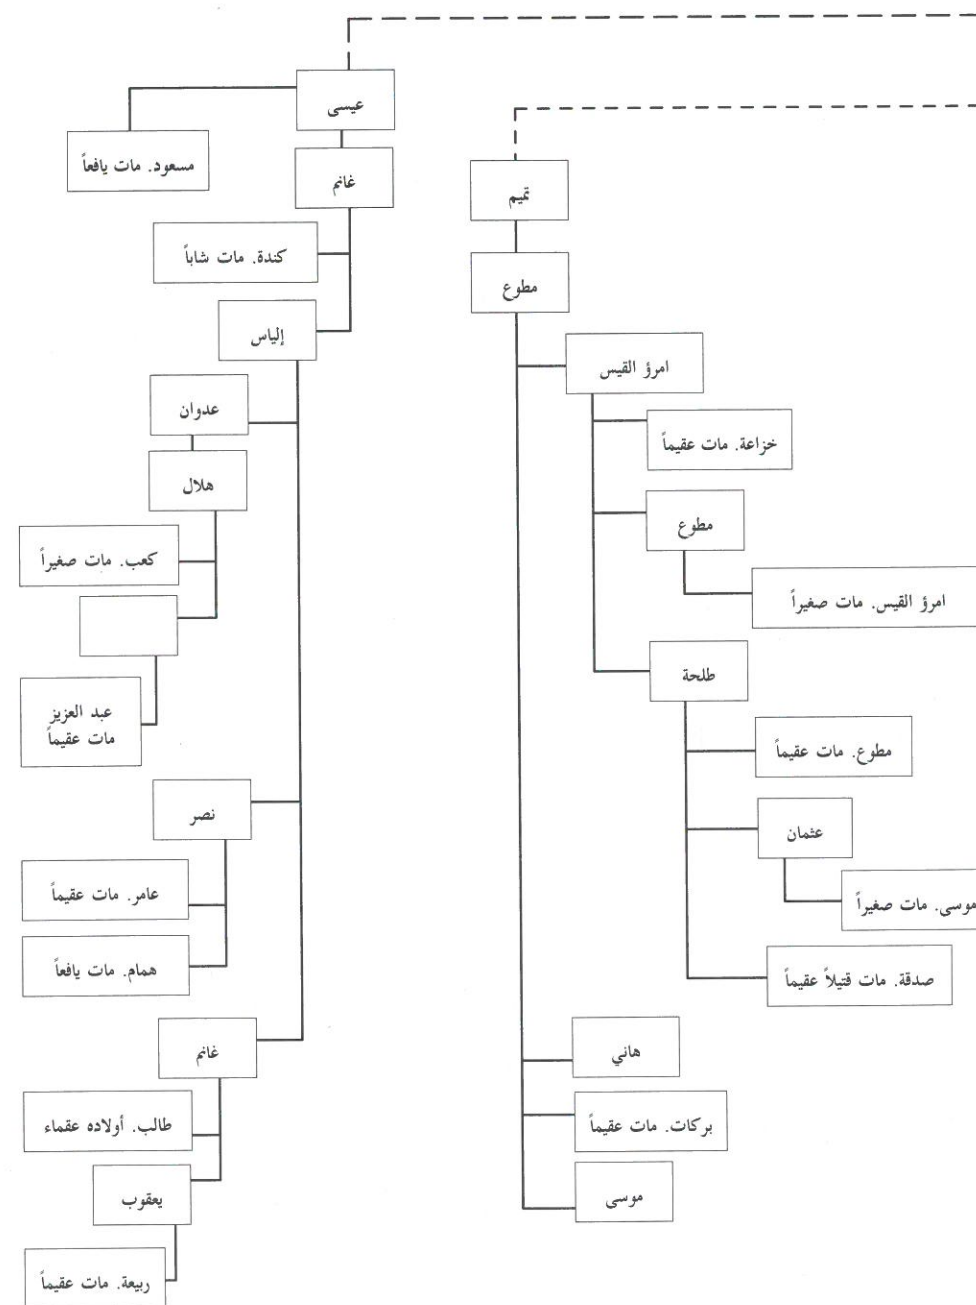 عيسى
مسعود. مات يافعاً
غانم
كندة. مات شاباً
إلياس
عدوان
هلال
كعب. مات صغيراً
عبد العزيز
مات عقيماً
نصر
عامر. مات عقيماً
همام. مات يافعاً
غانم
طالب. أولاده عقماء
يعقوب
ربيعة. مات عقيماً
تميم
مطوع
امرؤ القيس
خزاعة. مات عقيماً
مطوع
امرؤ القيس. مات صغيراً
طلحة
مطوع. مات عقيماً
عثمان
موسى. مات صغيراً
صدقة. مات قتيلاً عقيماً
هاني
بركات. مات عقيماً
موسى